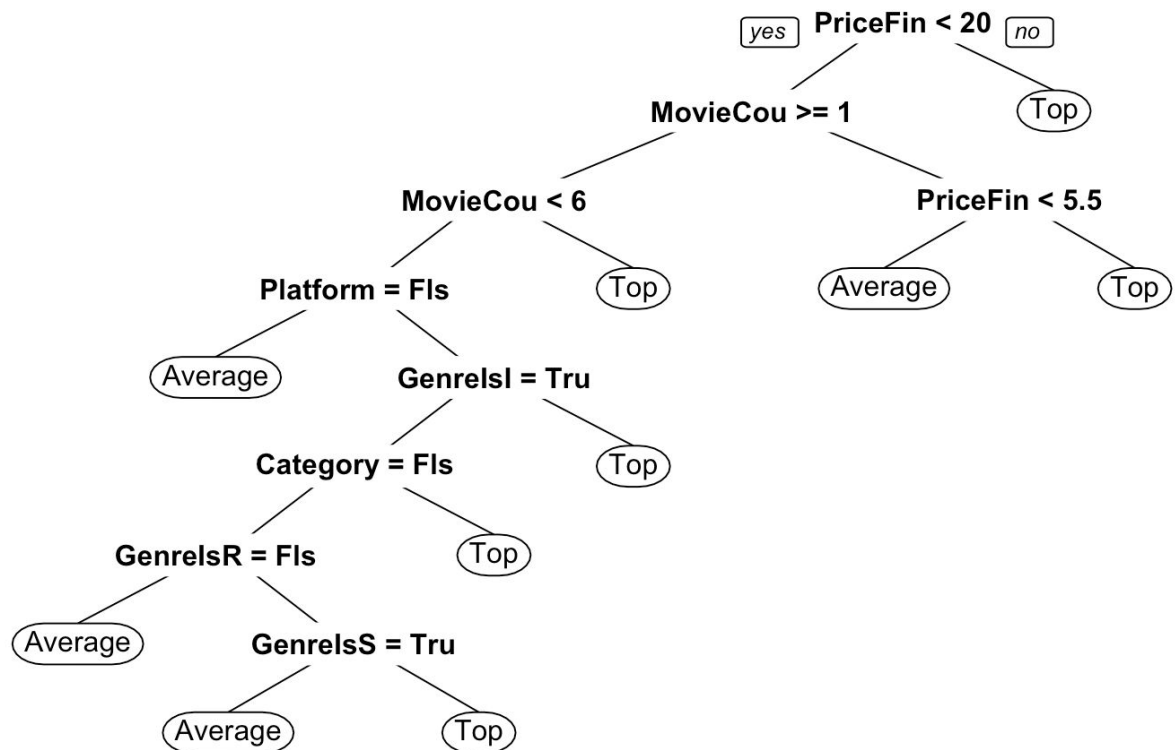 yes PriceFin < 20 no
MovieCou >= 1 Top
MovieCou < 6 PriceFin < 5.5
Platform = Fls Top Average Top
Average GenreIsI = Tru
Category = Fls Top
GenreIsR = Fls Top
Average GenreIsS = Tru
Average Top